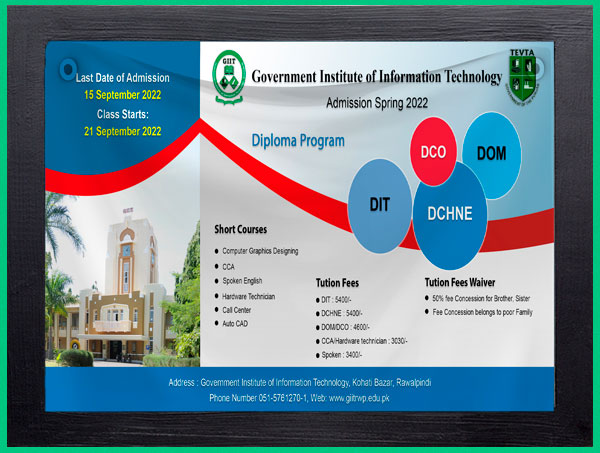 Last Date of Admission
15 September 2022
Class Starts:
21 September 2022
GIIT
Government Institute of Information Technology
TEVTA
Admission Spring 2022
Diploma Program
DCO
DOM
DIT
DCHNE
GIIT
Short Courses
Computer Graphics Designing
CCA
Spoken English
Hardware Technician
Call Center
Auto CAD
Tution Fees
DIT : 5400/-
DCHNE : 5400/-
DOM/DCO : 4600/-
CCA/Hardware technician : 3030/-
Spoken : 3400/-
Tution Fees Waiver
50% fee Concession for Brother, Sister
Fee Concession belongs to poor Family
Address : Government Institute of Information Technology, Kohati Bazar, Rawalpindi
Phone Number 051-5761270-1, Web: www.giitrwp.edu.pk